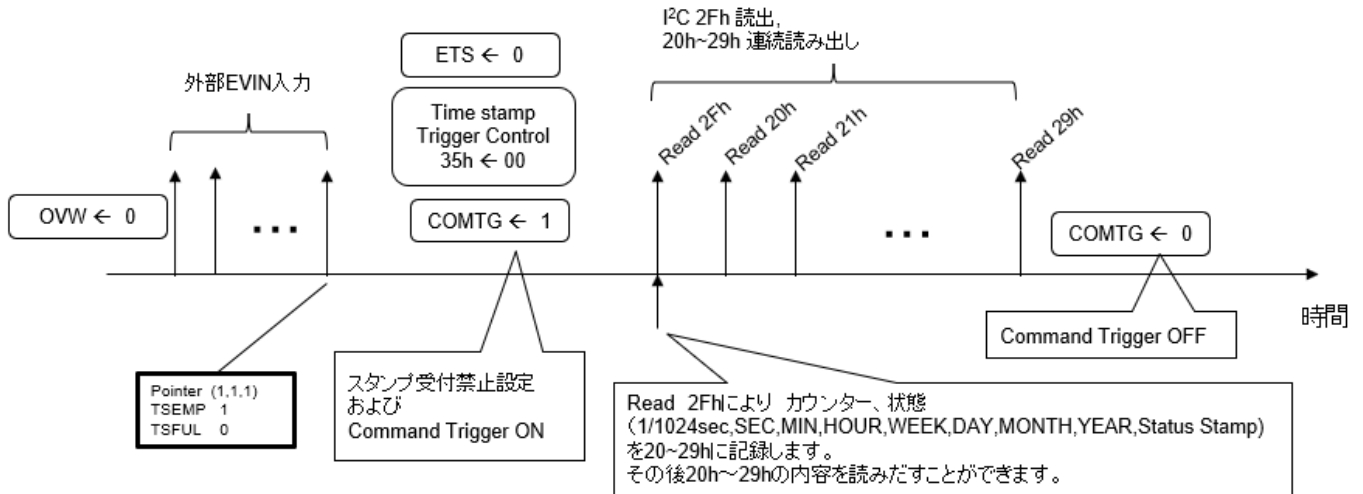 I²C 2Fh 読出,
20h~29h 連続読み出し
外部EVIN入力
ETS ← 0
Time stamp
Trigger Control
35h ← 00
COMTG ← 1
OVW ← 0
Read 2Fh
Read 20h
Read 21h
Read 29h
COMTG ← 0
時間
Command Trigger OFF
Pointer (1,1,1)
TSEMP 1
TSFUL 0
スタンプ受付禁止設定
および
Command Trigger ON
Read 2Fhにより カウンター、状態
(1/1024sec,SEC,MIN,HOUR,WEEK,DAY,MONTH,YEAR,Status Stamp)
を20~29hに記録します。
その後20h～29hの内容を読みだすことができます。